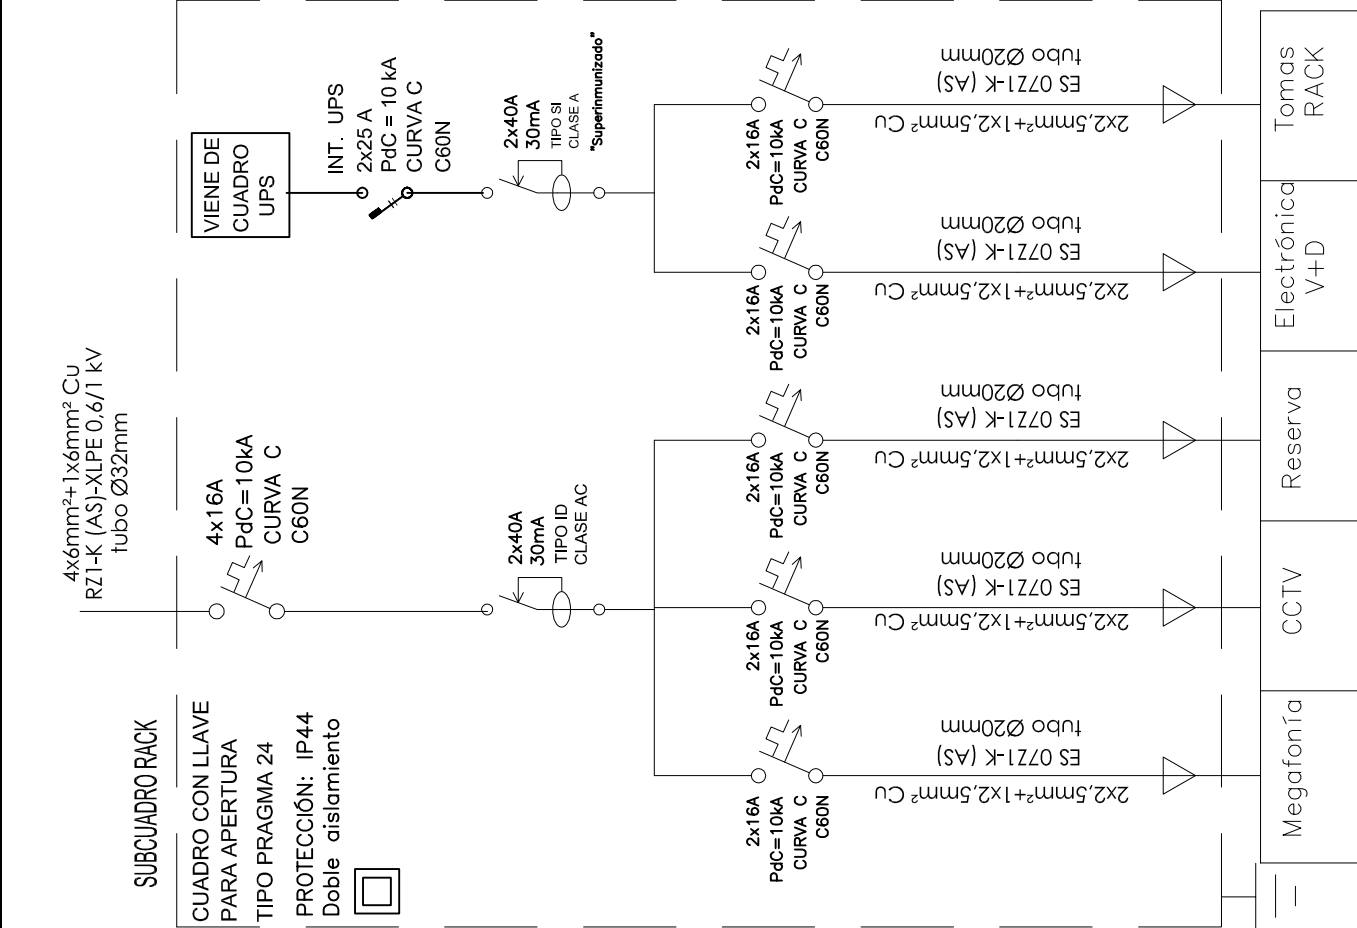 SUBCUADRO RACK
CUADRO CON LLAVE
PARA APERTURA
TIPO PRAGMA 24
PROTECCIÓN: IP44
Doble aislamiento
4x6mm²+1x6mm² Cu
RZ1-K (AS)-XLPE 0,6/1 kV
tubo Ø32mm
4x16A
PdC=10kA
CURVA C
C60N
2x40A
30mA
TIPO ID
CLASE AC
VIENE DE
CUADRO
UPS
INT. UPS
2x25 A
PdC = 10 kA
CURVA C
C60N
2x40A
30mA
TIPO SI
CLASE A
"Superinmunizado"
2x16A
PdC=10kA
CURVA C
C60N
2x2,5mm²+1x2,5mm² Cu
ES 07Z1-K (AS)
tubo Ø20mm
Megafonía
2x16A
PdC=10kA
CURVA C
C60N
2x2,5mm²+1x2,5mm² Cu
ES 07Z1-K (AS)
tubo Ø20mm
CCTV
2x16A
PdC=10kA
CURVA C
C60N
2x2,5mm²+1x2,5mm² Cu
ES 07Z1-K (AS)
tubo Ø20mm
Reserva
2x16A
PdC=10kA
CURVA C
C60N
2x2,5mm²+1x2,5mm² Cu
ES 07Z1-K (AS)
tubo Ø20mm
Electrónica
V+D
2x16A
PdC=10kA
CURVA C
C60N
2x2,5mm²+1x2,5mm² Cu
ES 07Z1-K (AS)
tubo Ø20mm
Tomas
RACK